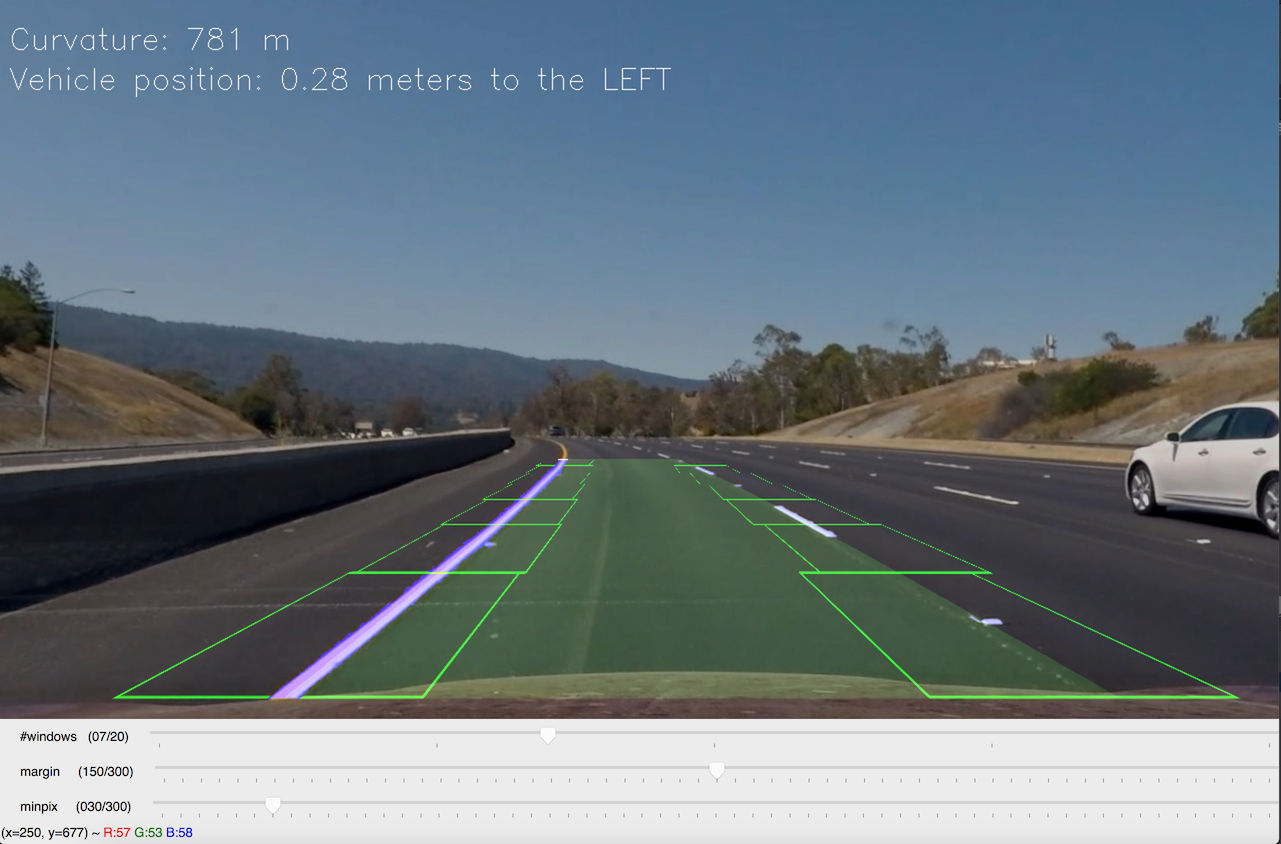 Curvature: 781 m
Vehicle position: 0.28 meters to the LEFT
#windows (07/20)
margin (150/300)
minpix (030/300)
(x=250, y=677) ~ R:57 G:53 B:58